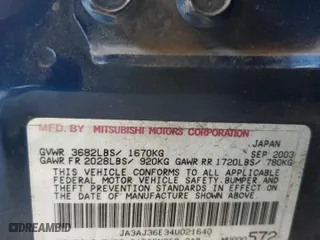 MFD. BY MITSUBISHI MOTORS CORPORATION
JAPAN
GVWR 3682LBS/ 1670KG SEP 2003
GAWR FR 2028LBS/ 920KG GAWR RR 1720LBS/ 780KG
THIS VEHICLE CONFORMS TO ALL APPLICABLE FEDERAL
MOTOR VEHICLE SAFETY, BUMPER, AND THEFT
PREVENTION STANDARDS IN EFFECT ON THE DATE
OF MANUFACTURE SHOWN ABOVE
JA3AJ36E34U021640
572